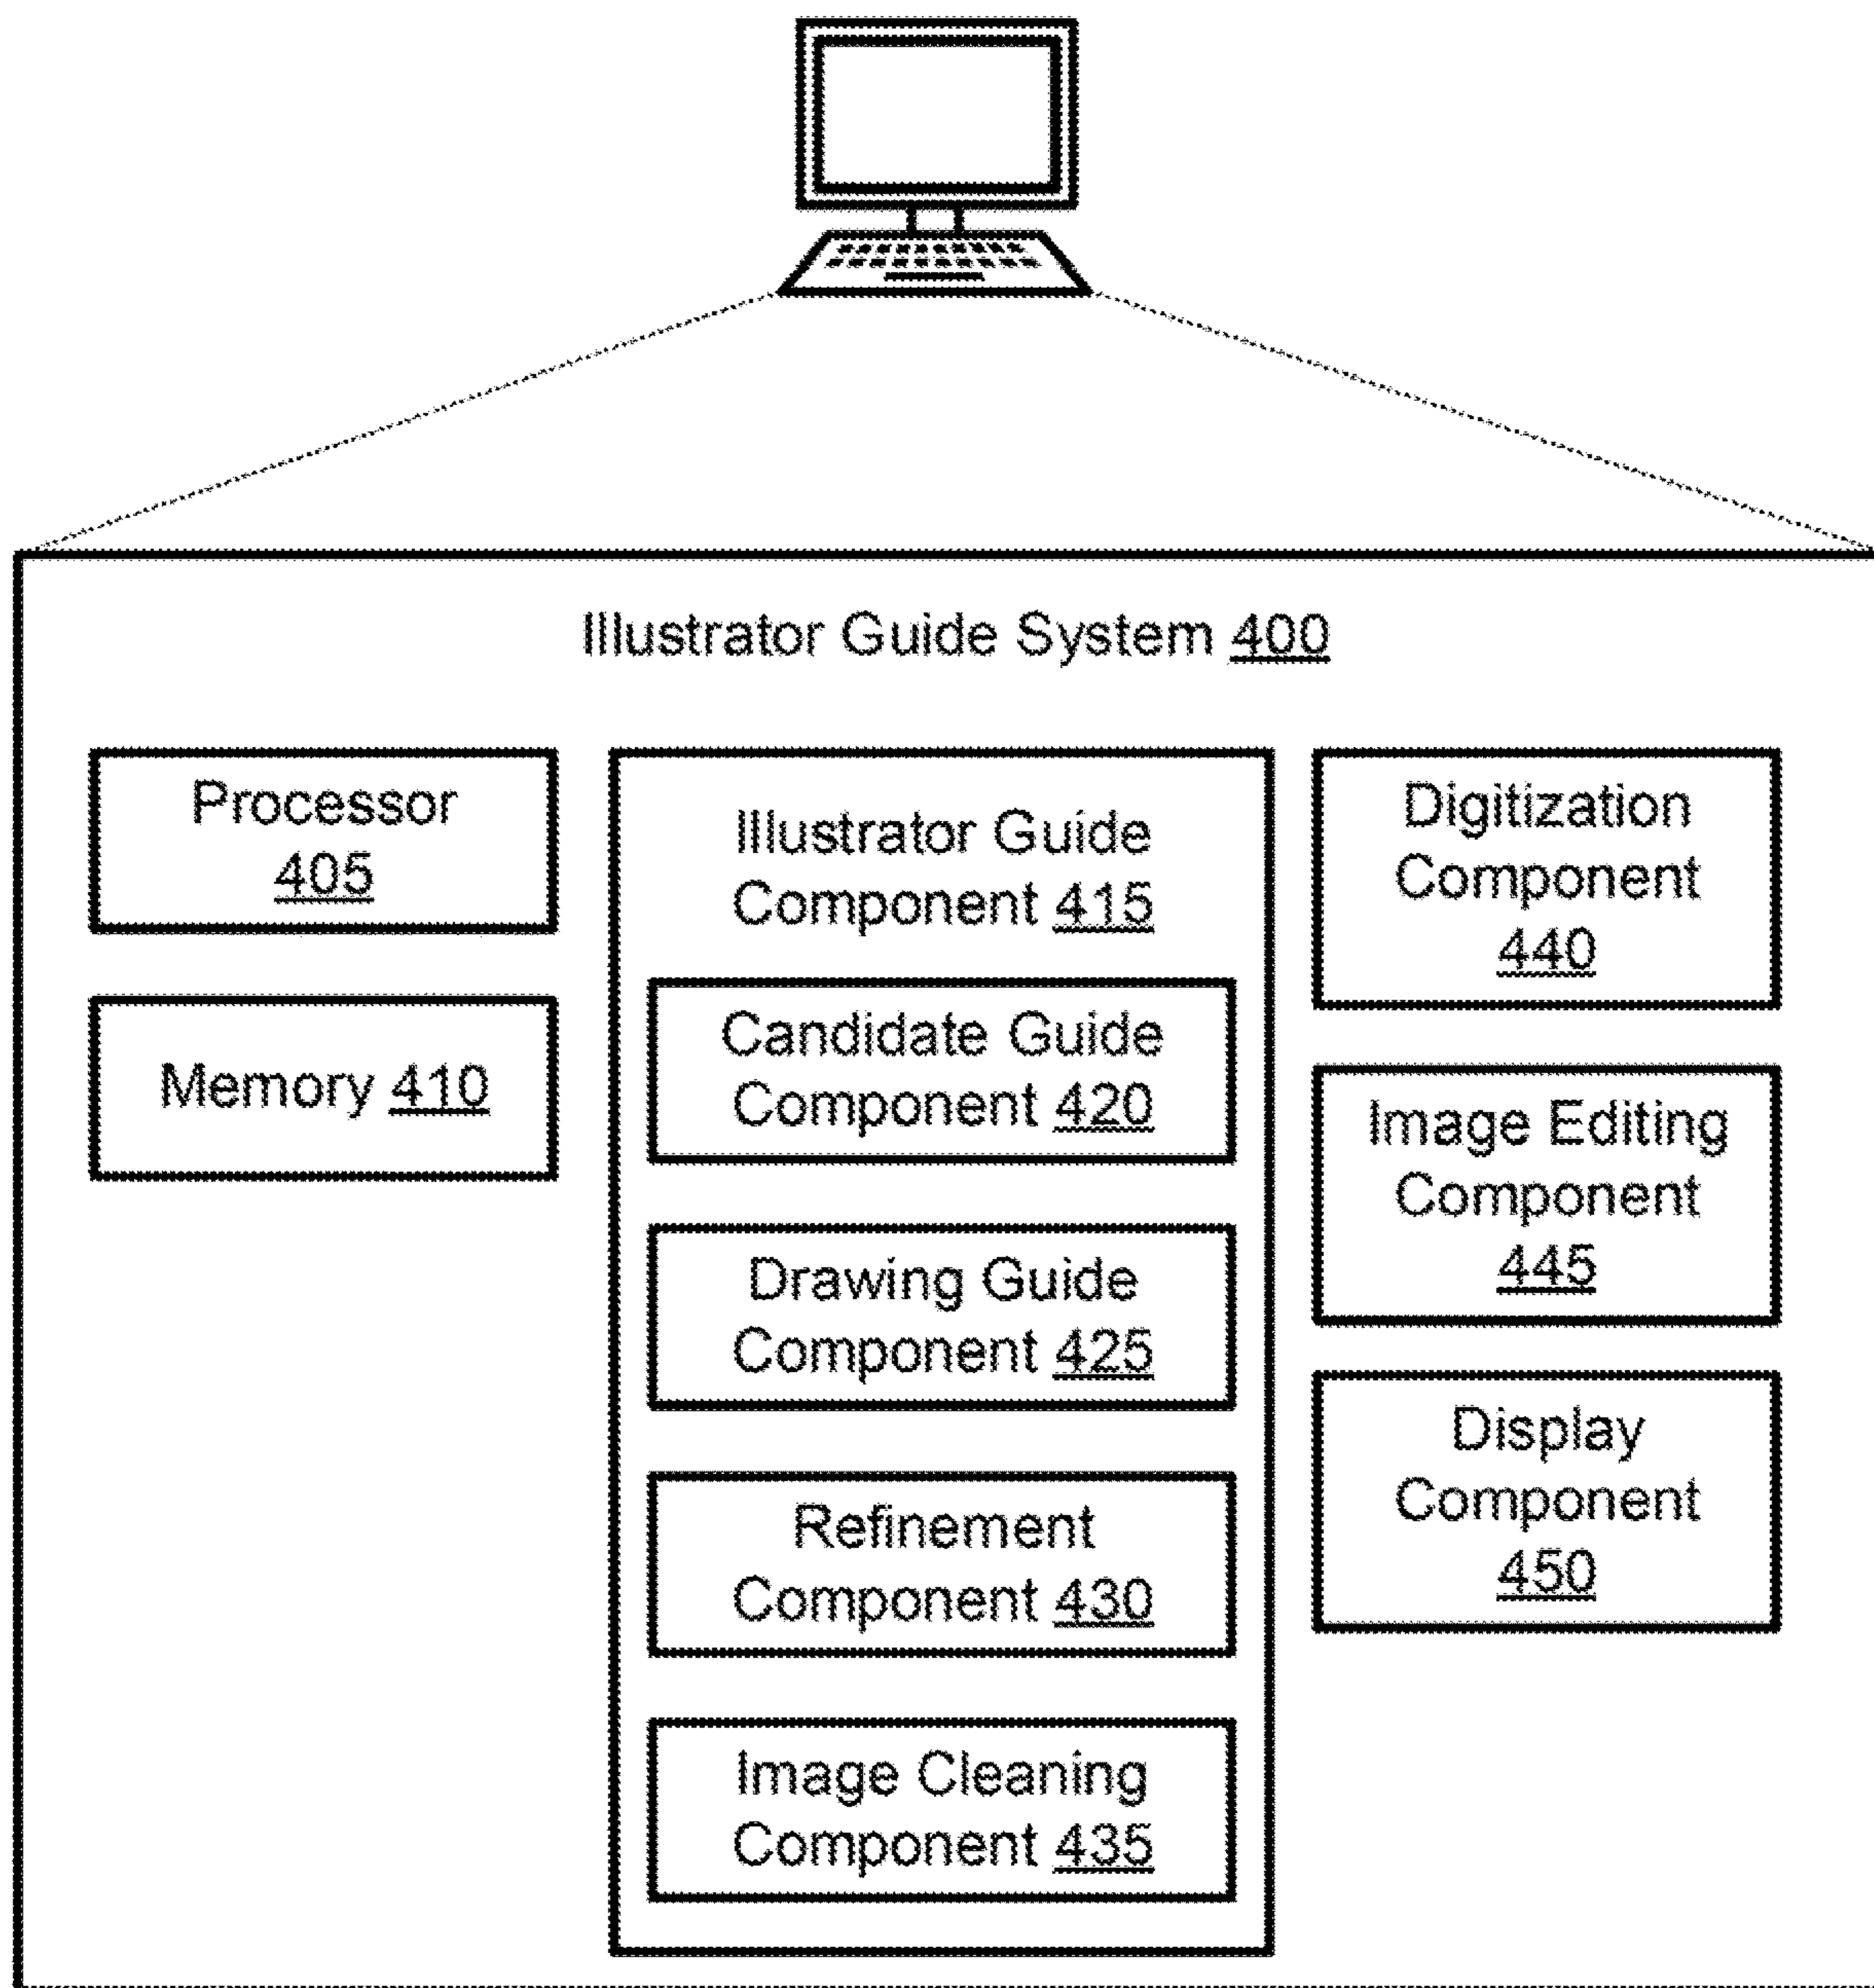 Illustrator Guide System 400
Processor
405
Memory 410
Illustrator Guide
Component 415
Candidate Guide
Component 420
Drawing Guide
Component 425
Refinement
Component 430
Image Cleaning
Component 435
Digitization
Component
440
Image Editing
Component
445
Display
Component
450